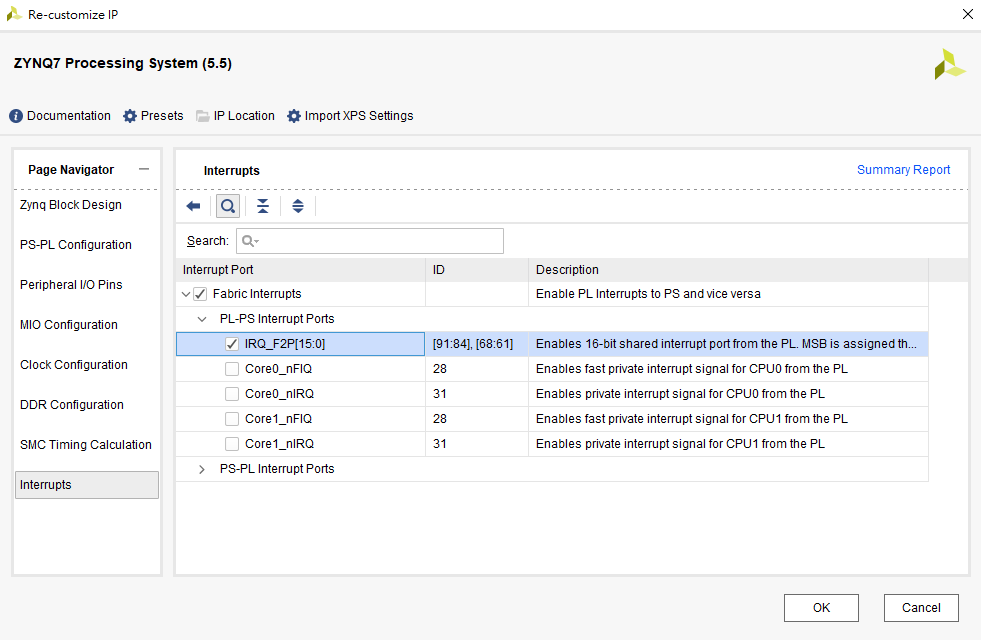 Re-customize IP
ZYNQ7 Processing System (5.5)
Documentation Presets IP Location Import XPS Settings
Page Navigator
Zynq Block Design
PS-PL Configuration
Peripheral I/O Pins
MIO Configuration
Clock Configuration
DDR Configuration
SMC Timing Calculation
Interrupts
Interrupts Summary Report
Search:
Interrupt Port ID Description
Fabric Interrupts Enable PL Interrupts to PS and vice versa
PL-PS Interrupt Ports
IRQ_F2P[15:0] [91:84], [68:61] Enables 16-bit shared interrupt port from the PL. MSB is assigned th...
Core0_nFIQ 28 Enables fast private interrupt signal for CPU0 from the PL
Core0_nIRQ 31 Enables private interrupt signal for CPU0 from the PL
Core1_nFIQ 28 Enables fast private interrupt signal for CPU1 from the PL
Core1_nIRQ 31 Enables private interrupt signal for CPU1 from the PL
PS-PL Interrupt Ports
OK Cancel